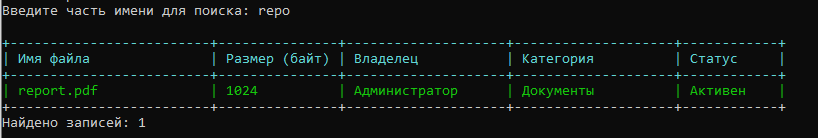 Введите часть имени для поиска: repo
+-------------------------+---------------+--------------------+--------------------+--------------+
| Имя файла | Размер (байт) | Владелец | Категория | Статус |
+-------------------------+---------------+--------------------+--------------------+--------------+
| report.pdf | 1024 | Администратор | Документы | Активен |
+-------------------------+---------------+--------------------+--------------------+--------------+
Найдено записей: 1